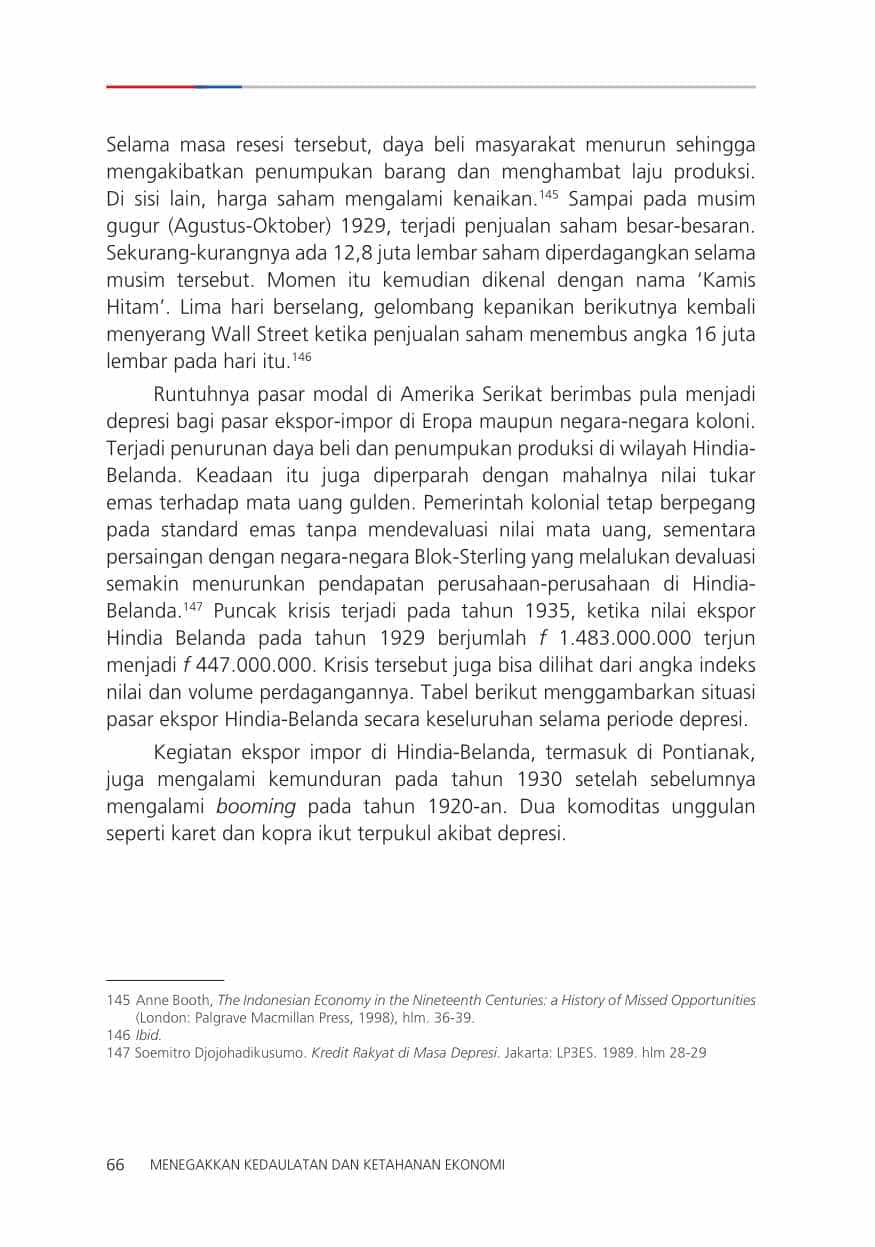 Selama masa resesi tersebut, daya beli masyarakat menurun sehingga
mengakibatkan penumpukan barang dan menghambat laju produksi.
Di sisi lain, harga saham mengalami kenaikan.145 Sampai pada musim
gugur (Agustus-Oktober) 1929, terjadi penjualan saham besar-besaran.
Sekurang-kurangnya ada 12,8 juta lembar saham diperdagangkan selama
musim tersebut. Momen itu kemudian dikenal dengan nama ‘Kamis
Hitam’. Lima hari berselang, gelombang kepanikan berikutnya kembali
menyerang Wall Street ketika penjualan saham menembus angka 16 juta
lembar pada hari itu.146
Runtuhnya pasar modal di Amerika Serikat berimbas pula menjadi
depresi bagi pasar ekspor-impor di Eropa maupun negara-negara koloni.
Terjadi penurunan daya beli dan penumpukan produksi di wilayah Hindia-
Belanda. Keadaan itu juga diperparah dengan mahalnya nilai tukar
emas terhadap mata uang gulden. Pemerintah kolonial tetap berpegang
pada standard emas tanpa mendevaluasi nilai mata uang, sementara
persaingan dengan negara-negara Blok-Sterling yang melalukan devaluasi
semakin menurunkan pendapatan perusahaan-perusahaan di Hindia-
Belanda.147 Puncak krisis terjadi pada tahun 1935, ketika nilai ekspor
Hindia Belanda pada tahun 1929 berjumlah f 1.483.000.000 terjun
menjadi f 447.000.000. Krisis tersebut juga bisa dilihat dari angka indeks
nilai dan volume perdagangannya. Tabel berikut menggambarkan situasi
pasar ekspor Hindia-Belanda secara keseluruhan selama periode depresi.
Kegiatan ekspor impor di Hindia-Belanda, termasuk di Pontianak,
juga mengalami kemunduran pada tahun 1930 setelah sebelumnya
mengalami booming pada tahun 1920-an. Dua komoditas unggulan
seperti karet dan kopra ikut terpukul akibat depresi.
145 Anne Booth, The Indonesian Economy in the Nineteenth Centuries: a History of Missed Opportunities
(London: Palgrave Macmillan Press, 1998), hlm. 36-39.
146 Ibid.
147 Soemitro Djojohadikusumo. Kredit Rakyat di Masa Depresi. Jakarta: LP3ES. 1989. hlm 28-29
66 MENEGAKKAN KEDAULATAN DAN KETAHANAN EKONOMI